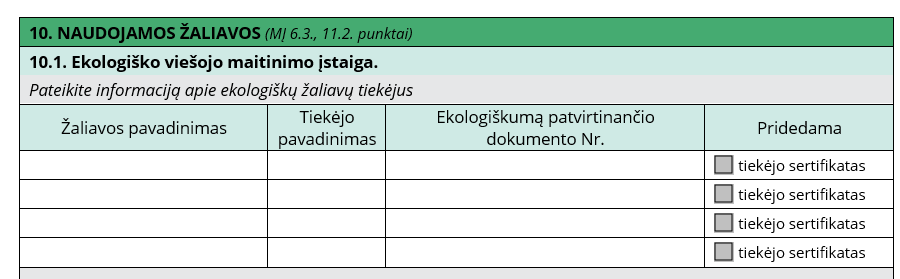 10. NAUDOJAMOS ŽALIAVOS (MĮ 6.3., 11.2. punktai)
10.1. Ekologiško viešojo maitinimo įstaiga.
Pateikite informaciją apie ekologiškų žaliavų tiekėjus
Žaliavos pavadinimas
Tiekėjo
pavadinimas
Ekologiškumą patvirtinančio
dokumento Nr.
Pridedama
tiekėjo sertifikatas
tiekėjo sertifikatas
tiekėjo sertifikatas
tiekėjo sertifikatas